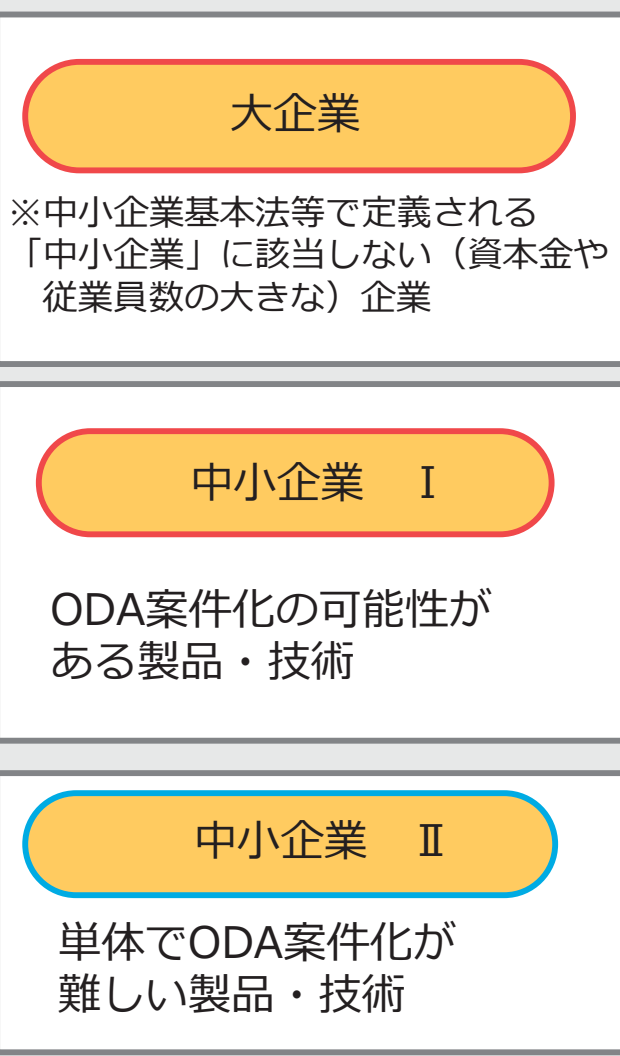 大企業
※中小企業基本法等で定義される
「中小企業」に該当しない（資本金や
従業員数の大きな）企業
中小企業　Ⅰ
ODA案件化の可能性が
ある製品・技術
中小企業　Ⅱ
単体でODA案件化が
難しい製品・技術